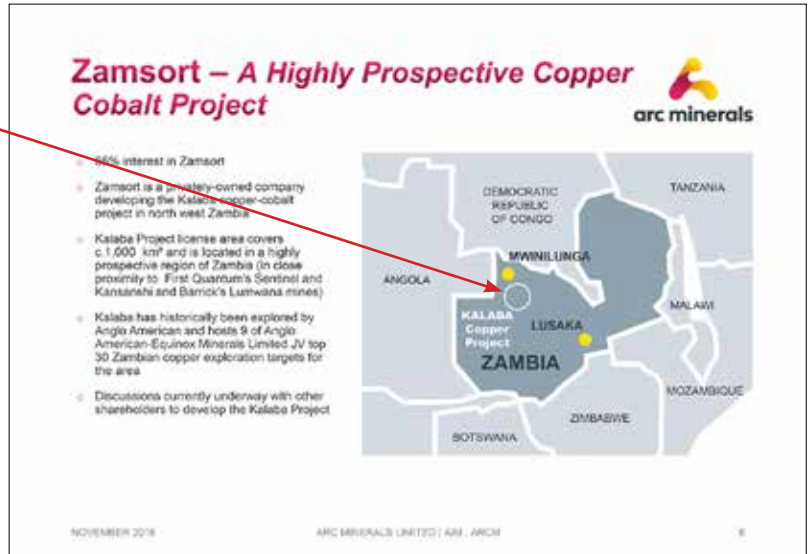 Zamsort – A Highly Prospective Copper
Cobalt Project
arc minerals
66% interest in Zamsort
Zamsort is a privately-owned company
developing the Kalaba copper-cobalt
project in north west Zambia
Kalaba Project license area covers
c.1,000 km² and is located in a highly
prospective region of Zambia (in close
proximity to First Quantum's Sentinel and
Kansanshi and Barrick's Lumwana mines)
Kalaba has historically been explored by
Anglo American and hosts 9 of Anglo
American-Equinox Minerals Limited JV top
30 Zambian copper exploration targets for
the area
Discussions currently underway with other
shareholders to develop the Kalaba Project
DEMOCRATIC
REPUBLIC
OF CONGO
TANZANIA
MWINILUNGA
ANGOLA
KALABA
Copper
Project
LUSAKA
MALAWI
ZAMBIA
MOZAMBIQUE
ZIMBABWE
BOTSWANA
NOVEMBER 2018
ARC MINERALS LIMITED | AIM : ARCM